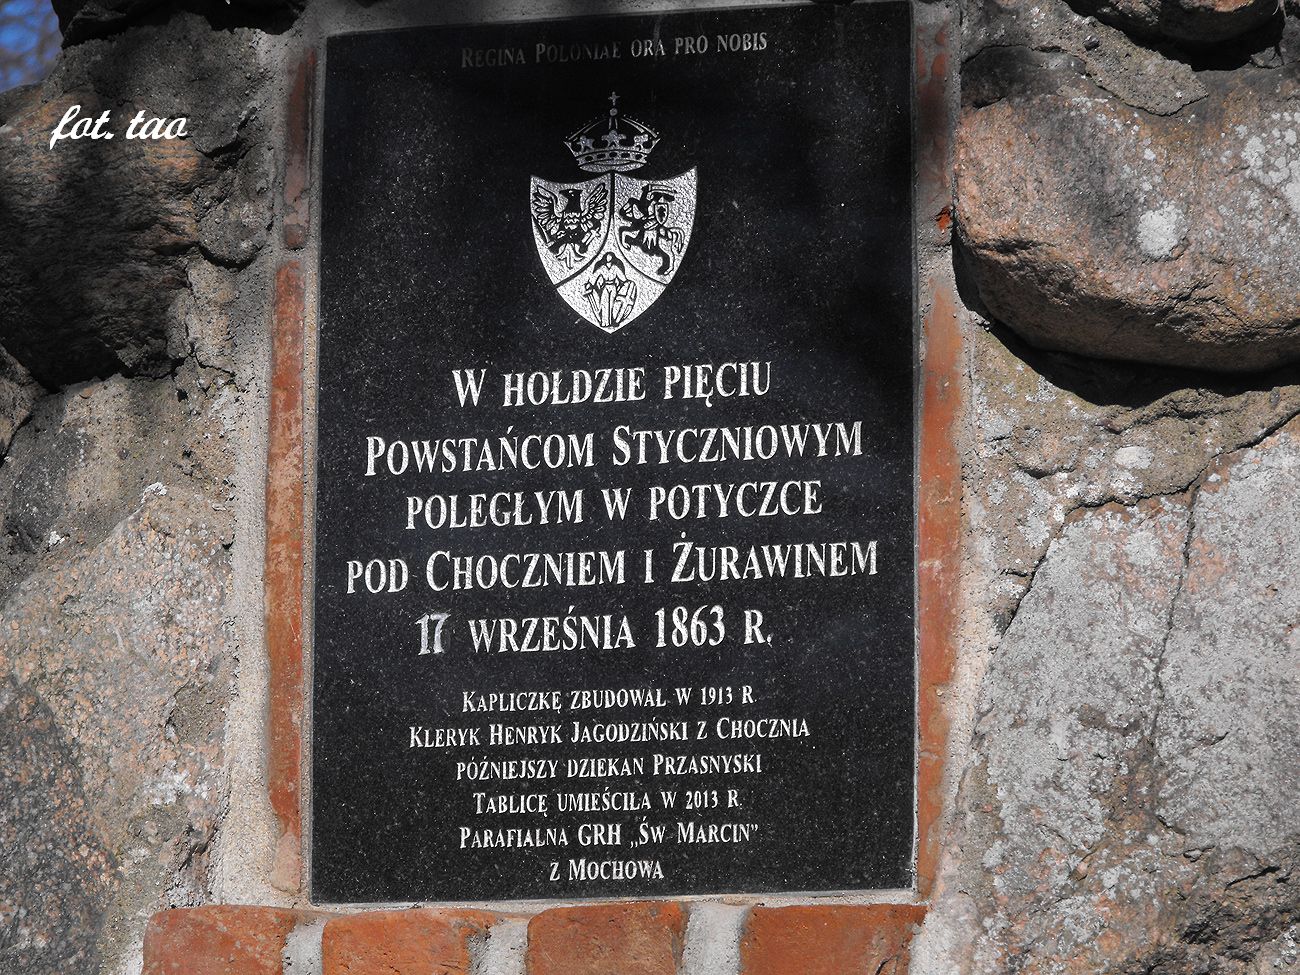 Regina Poloniae ora pro nobis
fot. tao
W hołdzie pięciu
Powstańcom Styczniowym
poległym w potyczce
pod Choczniem i Żurawinem
17 września 1863 r.
Kapliczkę zbudował w 1913 r.
Kleryk Henryk Jagodziński z Chocznia
późniejszy dziekan Przasnyski
Tablicę umieściła w 2013 r.
Parafialna GRH „Św Marcin”
z Mochowa